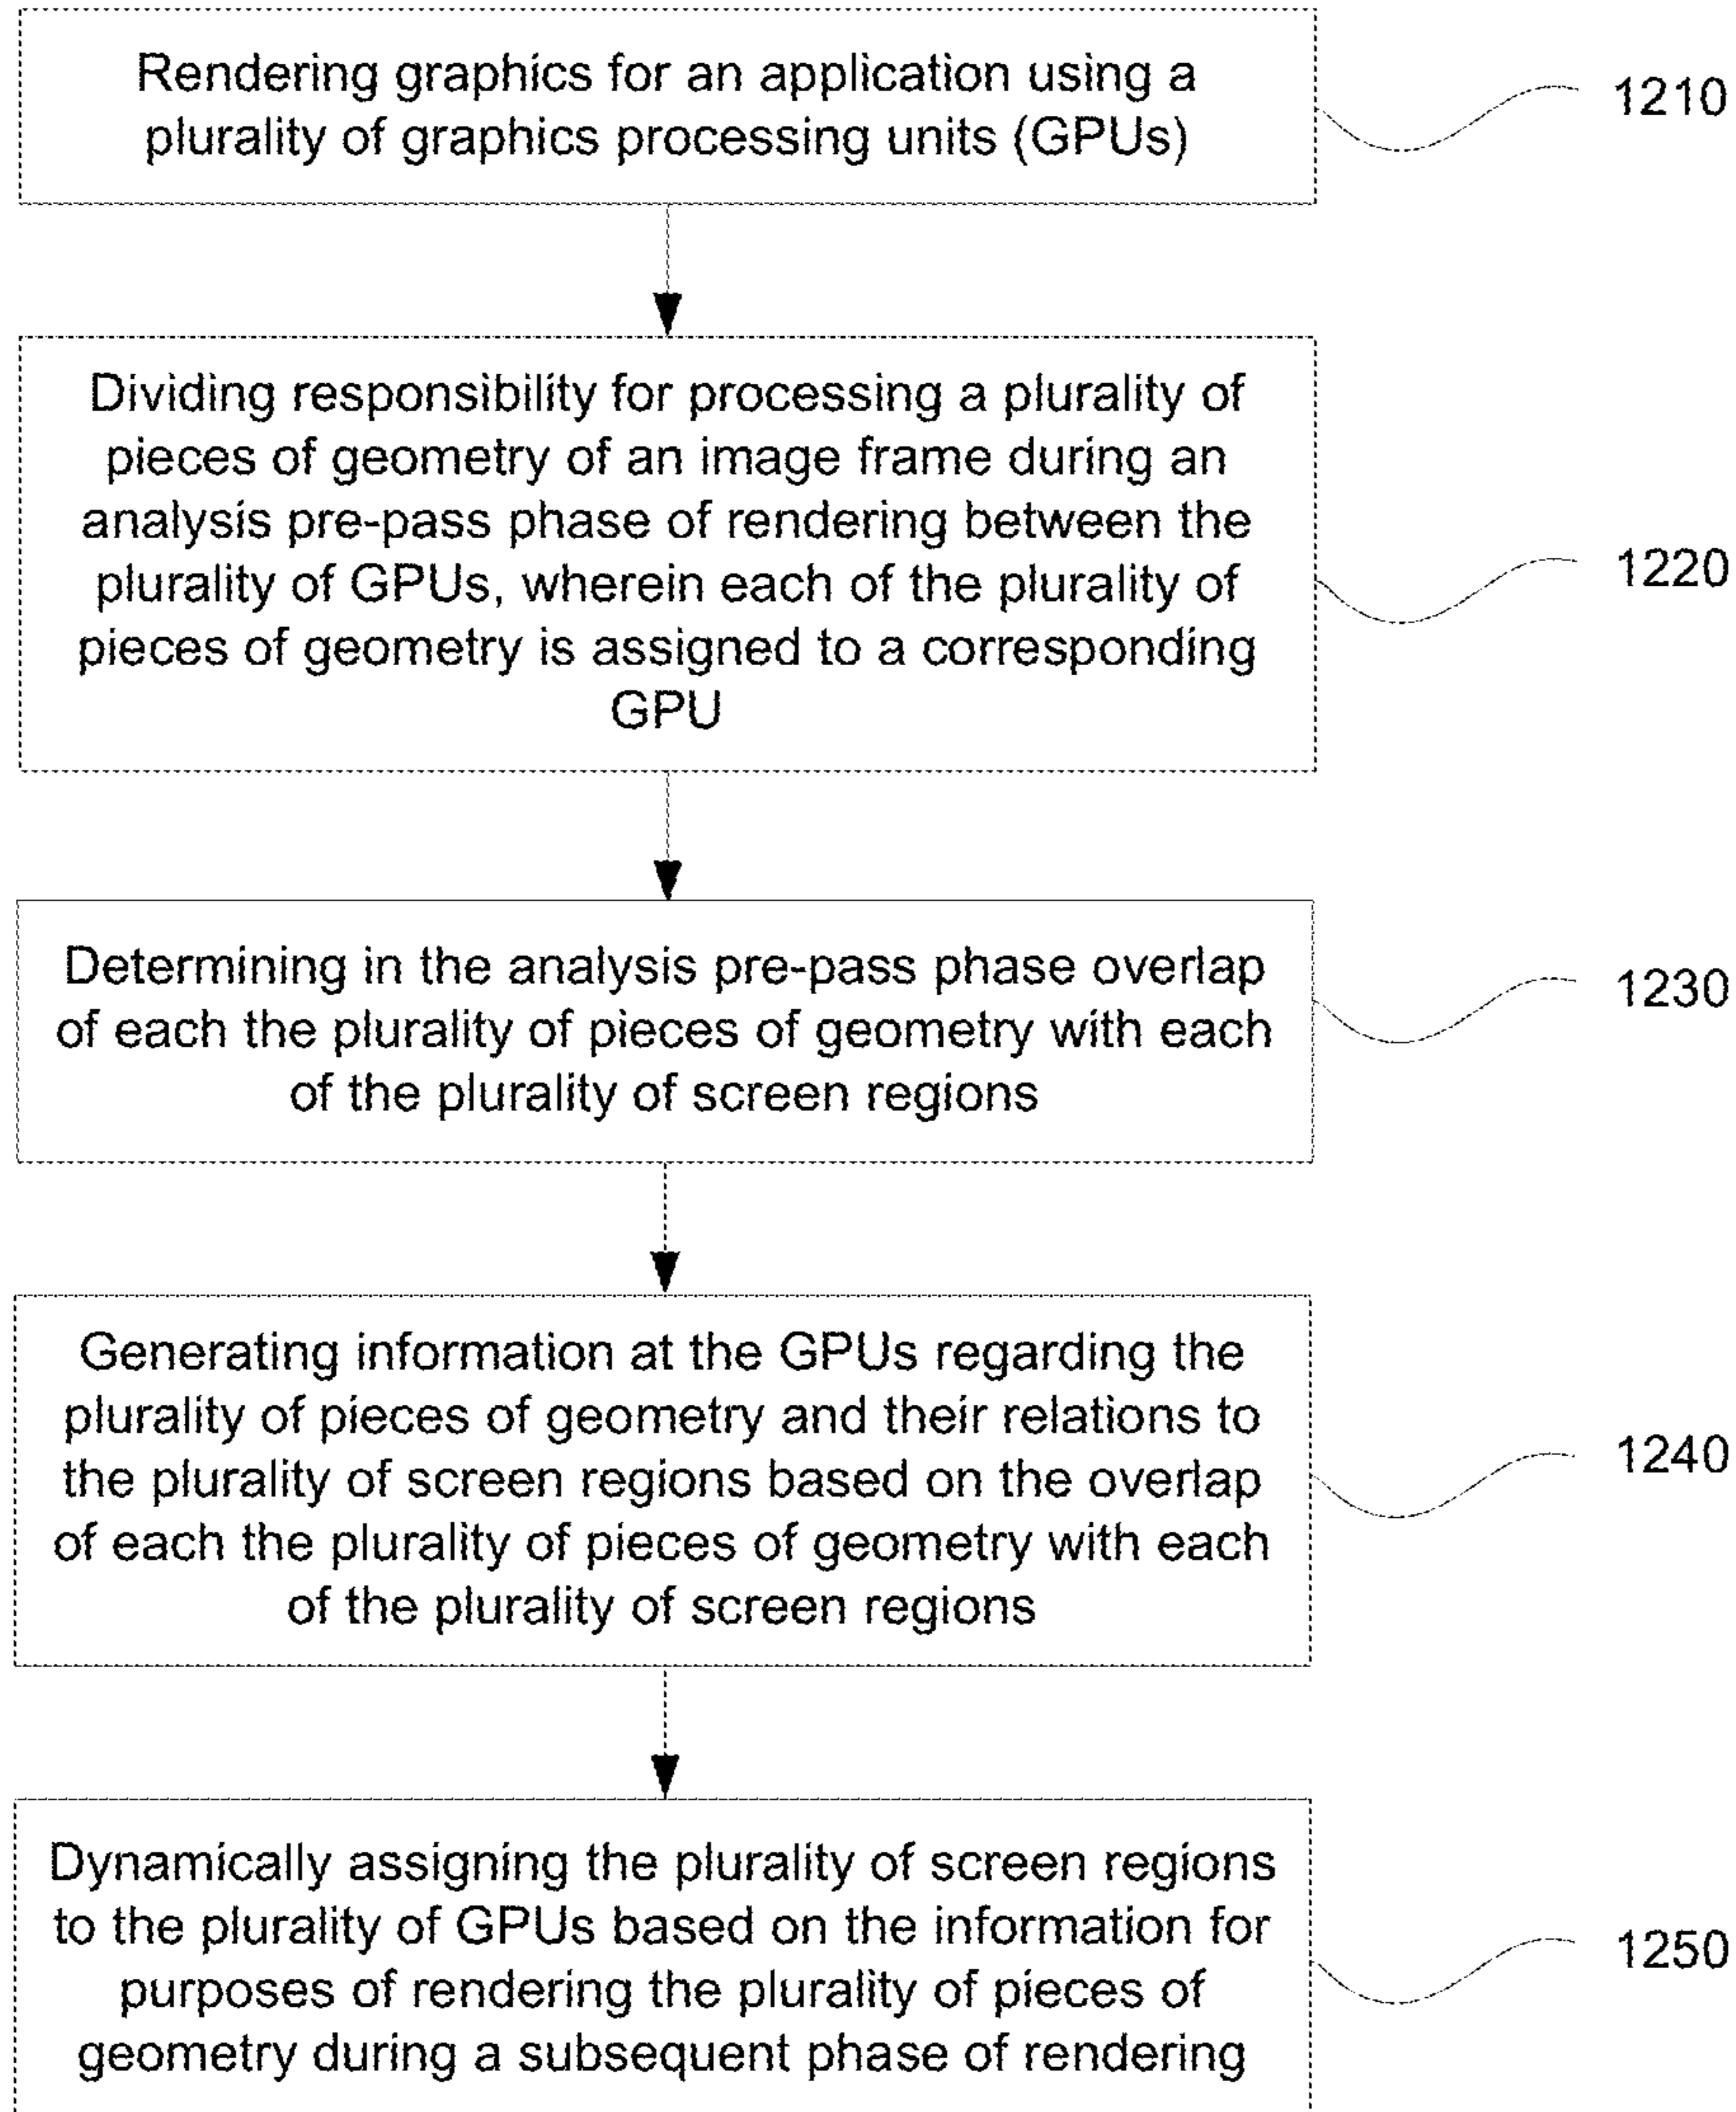 Rendering graphics for an application using a
plurality of graphics processing units (GPUs)
1210
Dividing responsibility for processing a plurality of
pieces of geometry of an image frame during an
analysis pre-pass phase of rendering between the
plurality of GPUs, wherein each of the plurality of
pieces of geometry is assigned to a corresponding
GPU
1220
Determining in the analysis pre-pass phase overlap
of each the plurality of pieces of geometry with each
of the plurality of screen regions
1230
Generating information at the GPUs regarding the
plurality of pieces of geometry and their relations to
the plurality of screen regions based on the overlap
of each the plurality of pieces of geometry with each
of the plurality of screen regions
1240
Dynamically assigning the plurality of screen regions
to the plurality of GPUs based on the information for
purposes of rendering the plurality of pieces of
geometry during a subsequent phase of rendering
1250